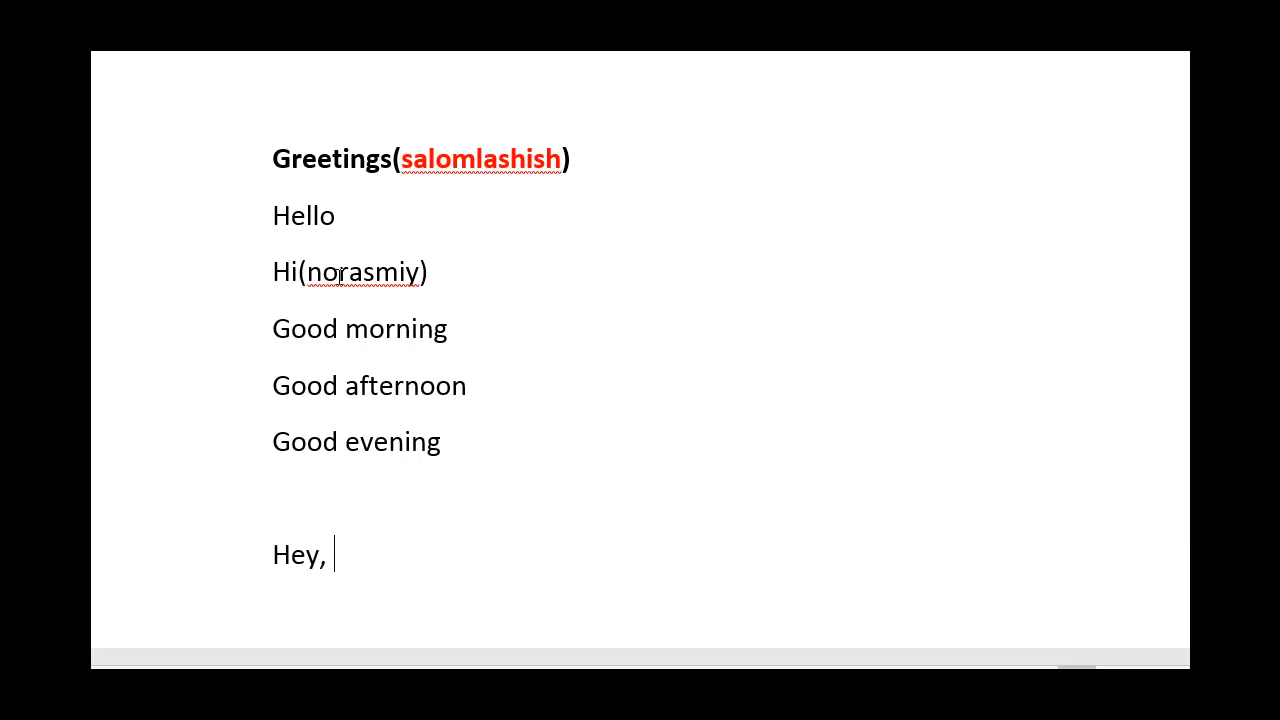 Greetings(salomlashish)
Hello
Hi(norasmiy)
Good morning
Good afternoon
Good evening
Hey,